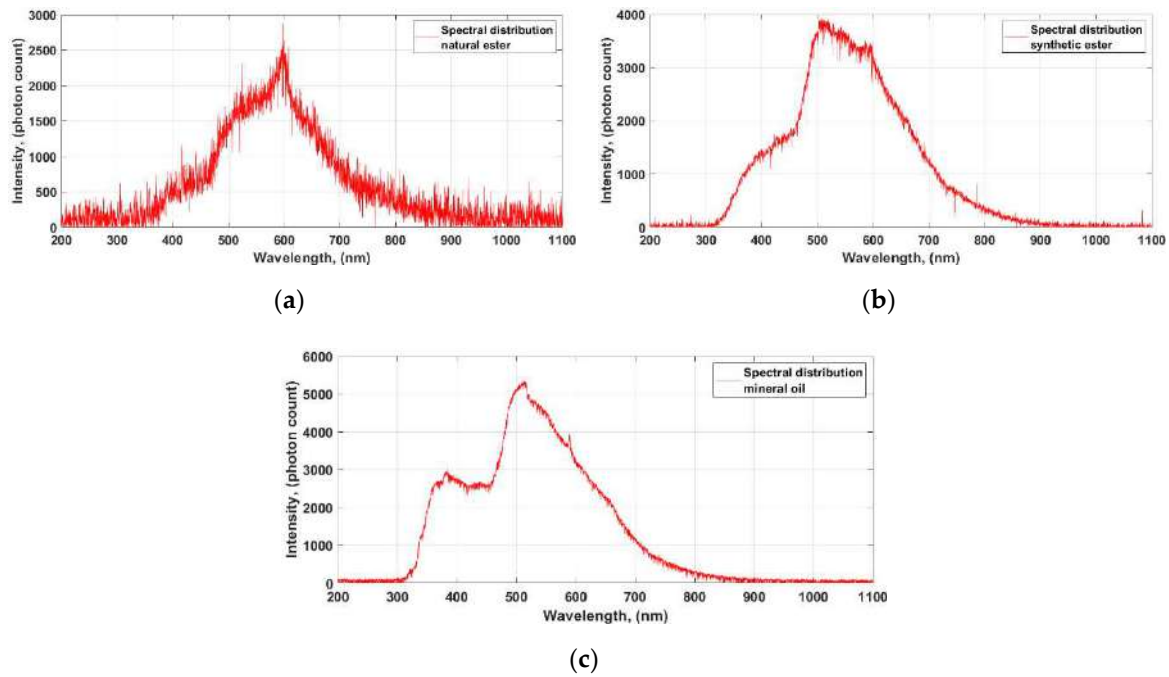 3000
2500
2000
1500
1000
500
0
Intensity, (photon count)
Spectral distribution
natural ester
200 300 400 500 600 700 800 900 1000 1100
Wavelength, (nm)
(a)
4000
3000
2000
1000
0
Intensity, (photon count)
Spectral distribution
synthetic ester
200 300 400 500 600 700 800 900 1000 1100
Wavelength, (nm)
(b)
6000
5000
4000
3000
2000
1000
0
Intensity, (photon count)
Spectral distribution
mineral oil
200 300 400 500 600 700 800 900 1000 1100
Wavelength, (nm)
(c)